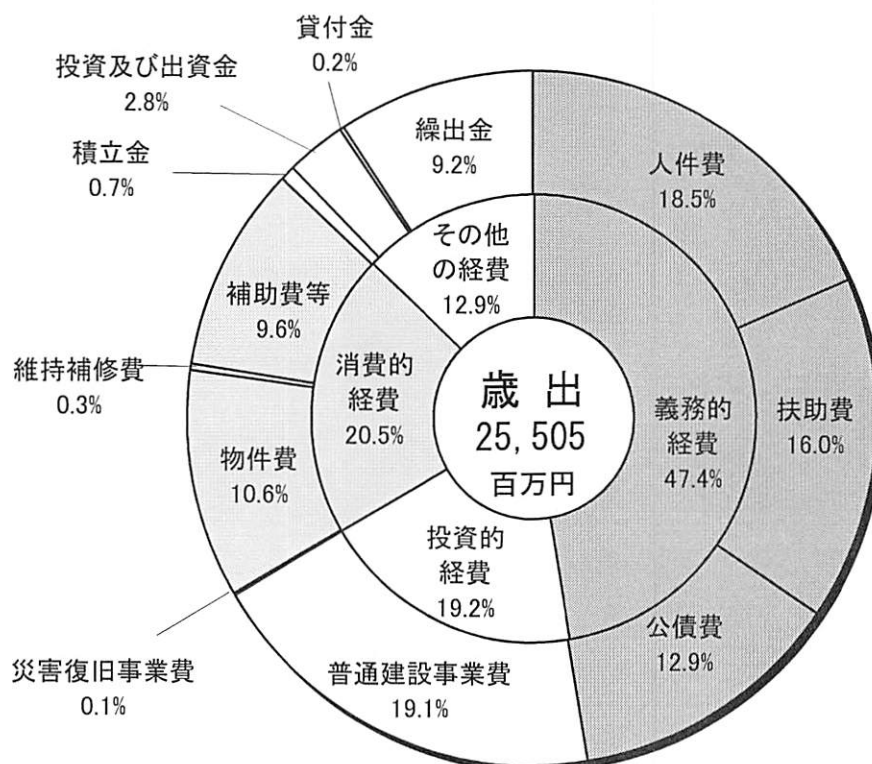 歳出
25,505
百万円
義務的
経費
47.4%
投資的
経費
19.2%
消費的
経費
20.5%
その他
の経費
12.9%
人件費
18.5%
扶助費
16.0%
公債費
12.9%
普通建設事業費
19.1%
災害復旧事業費
0.1%
物件費
10.6%
維持補修費
0.3%
補助費等
9.6%
積立金
0.7%
投資及び出資金
2.8%
貸付金
0.2%
繰出金
9.2%